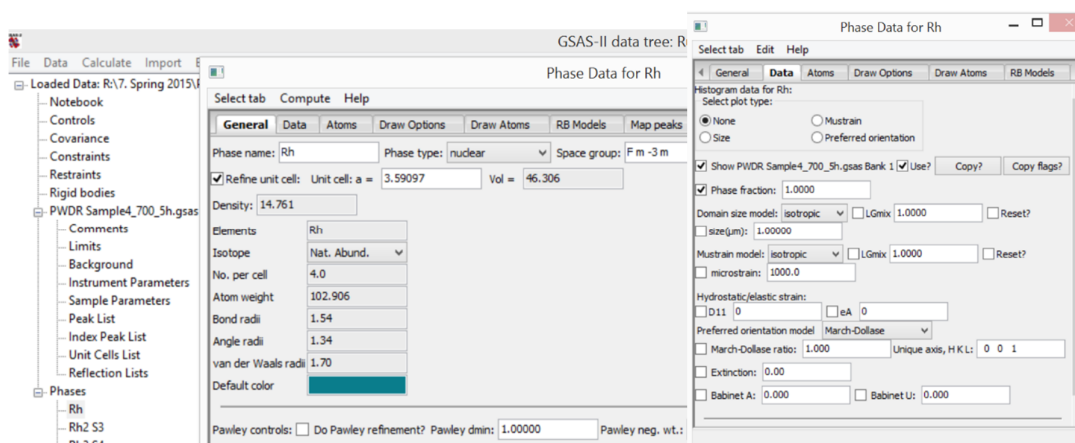 GSAS-II data tree: R
File Data Calculate Import
Loaded Data: R:\7. Spring 2015\
Notebook
Controls
Covariance
Constraints
Restraints
Rigid bodies
PWDR Sample4_700_5h.gsas
Comments
Limits
Background
Instrument Parameters
Sample Parameters
Peak List
Index Peak List
Unit Cells List
Reflection Lists
Phases
Rh
Rh2 S3
Phase Data for Rh
Select tab Compute Help
General Data Atoms Draw Options Draw Atoms RB Models Map peaks
Phase name: Rh Phase type: nuclear Space group: F m -3 m
Refine unit cell: Unit cell: a = 3.59097 Vol = 46.306
Density: 14.761
Elements Rh
Isotope Nat. Abund.
No. per cell 4.0
Atom weight 102.906
Bond radii 1.54
Angle radii 1.34
van der Waals radii 1.70
Default color
Pawley controls: Do Pawley refinement? Pawley dmin: 1.00000 Pawley neg. wt.:
Phase Data for Rh
Select tab Edit Help
General Data Atoms Draw Options Draw Atoms RB Models
Histogram data for Rh:
Select plot type:
None Mustrain
Size Preferred orientation
Show PWDR Sample4_700_5h.gsas Bank 1 Use? Copy? Copy flags?
Phase fraction: 1.0000
Domain size model: isotropic LGmix 1.0000 Reset?
size(μm): 1.00000
Mustrain model: isotropic LGmix 1.0000 Reset?
microstrain: 1000.0
Hydrostatic/elastic strain:
D11 0 eA 0
Preferred orientation model March-Dollase
March-Dollase ratio: 1.000 Unique axis, H K L: 0 0 1
Extinction: 0.00
Babinet A: 0.000 Babinet U: 0.000